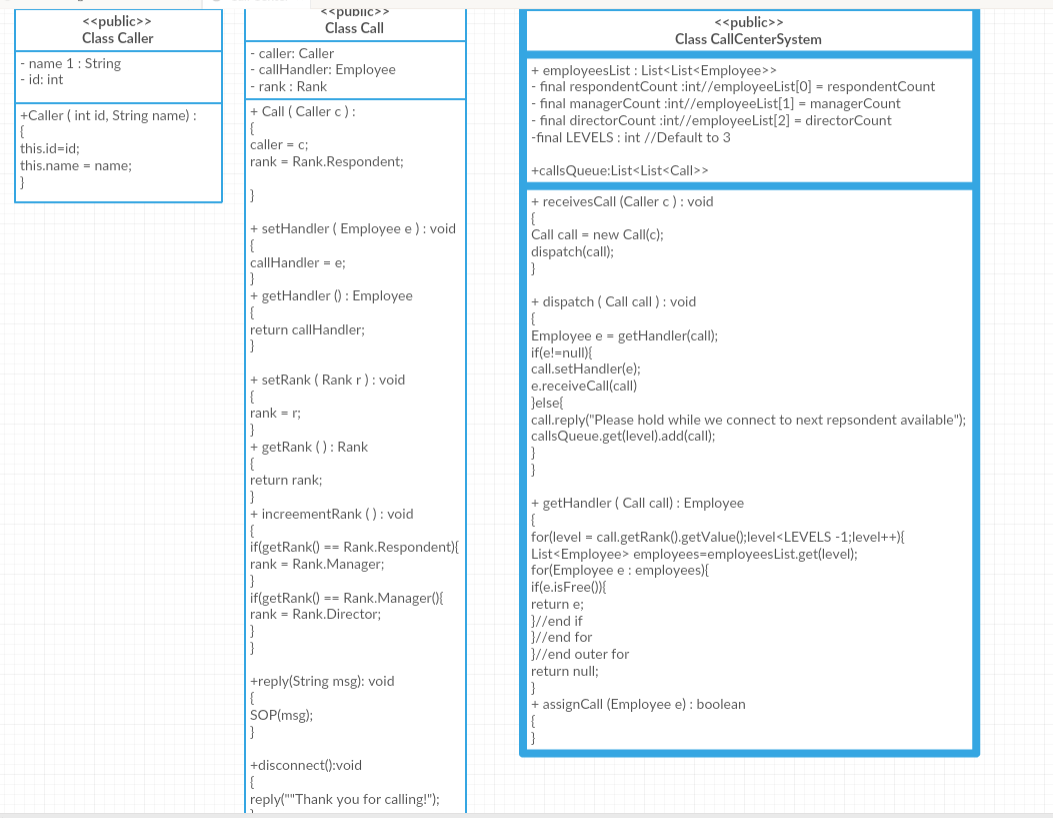 <<public>>
Class Caller
- name 1 : String
- id: int
+Caller ( int id, String name) :
{
this.id=id;
this.name = name;
}
<<public>>
Class Call
- caller: Caller
- callHandler: Employee
- rank : Rank
+ Call ( Caller c ) :
{
caller = c;
rank = Rank.Respondent;
}
+ setHandler ( Employee e ) : void
{
callHandler = e;
}
+ getHandler () : Employee
{
return callHandler;
}
+ setRank ( Rank r ) : void
{
rank = r;
}
+ getRank ( ) : Rank
{
return rank;
}
+ increementRank ( ) : void
{
if(getRank() == Rank.Respondent){
rank = Rank.Manager;
}
if(getRank() == Rank.Manager(){
rank = Rank.Director;
}
}
+reply(String msg): void
{
SOP(msg);
}
+disconnect():void
{
reply(""Thank you for calling!");
}
<<public>>
Class CallCenterSystem
+ employeesList : List<List<Employee>>
- final respondentCount :int//employeeList[0] = respondentCount
- final managerCount :int//employeeList[1] = managerCount
- final directorCount :int//employeeList[2] = directorCount
-final LEVELS : int //Default to 3
+callsQueue:List<List<Call>>
+ receivesCall (Caller c ) : void
{
Call call = new Call(c);
dispatch(call);
}
+ dispatch ( Call call ) : void
{
Employee e = getHandler(call);
if(e!=null){
call.setHandler(e);
e.receiveCall(call)
}else{
call.reply("Please hold while we connect to next repsondent available");
callsQueue.get(level).add(call);
}
}
+ getHandler ( Call call) : Employee
{
for(level = call.getRank().getValue();level<LEVELS -1;level++){
List<Employee> employees=employeesList.get(level);
for(Employee e : employees){
if(e.isFree()){
return e;
}//end if
}//end for
}//end outer for
return null;
}
+ assignCall (Employee e) : boolean
{
}